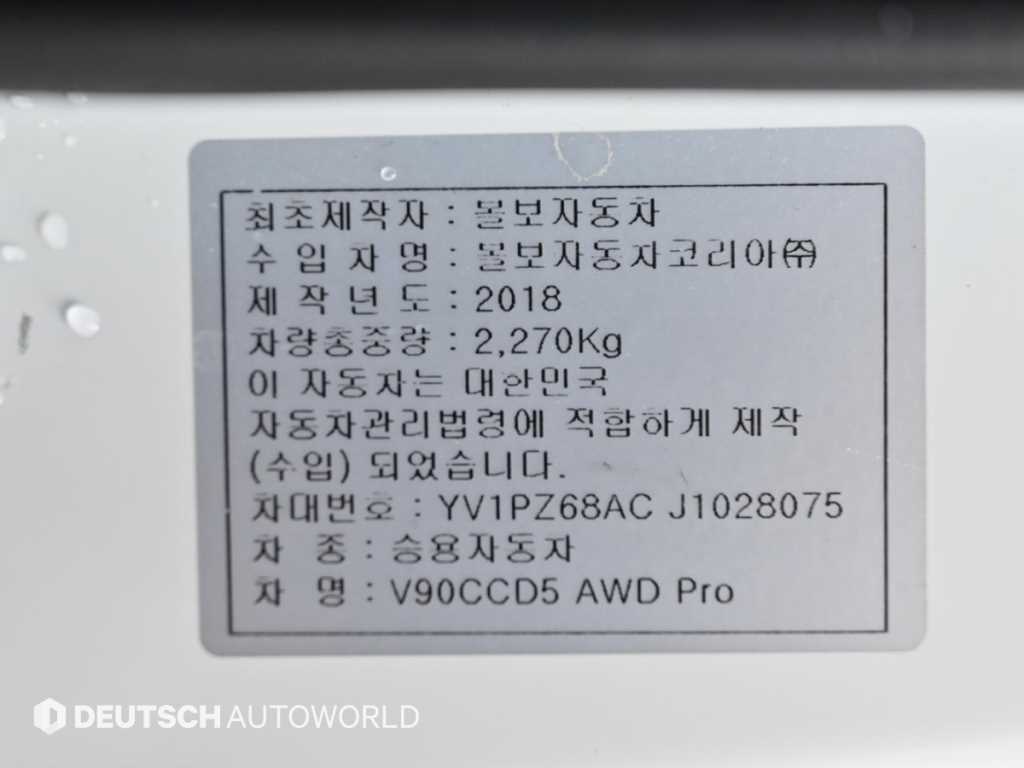 최초제작자 : 볼보자동차
수 입 자 명 : 볼보자동차코리아㈜
제 작 년 도 : 2018
차량총중량 : 2,270Kg
이 자동차는 대한민국
자동차관리법령에 적합하게 제작
(수입) 되었습니다.
차대번호 : YV1PZ68AC J1028075
차 종 : 승용자동차
차 명 : V90CCD5 AWD Pro
DEUTSCH AUTOWORLD